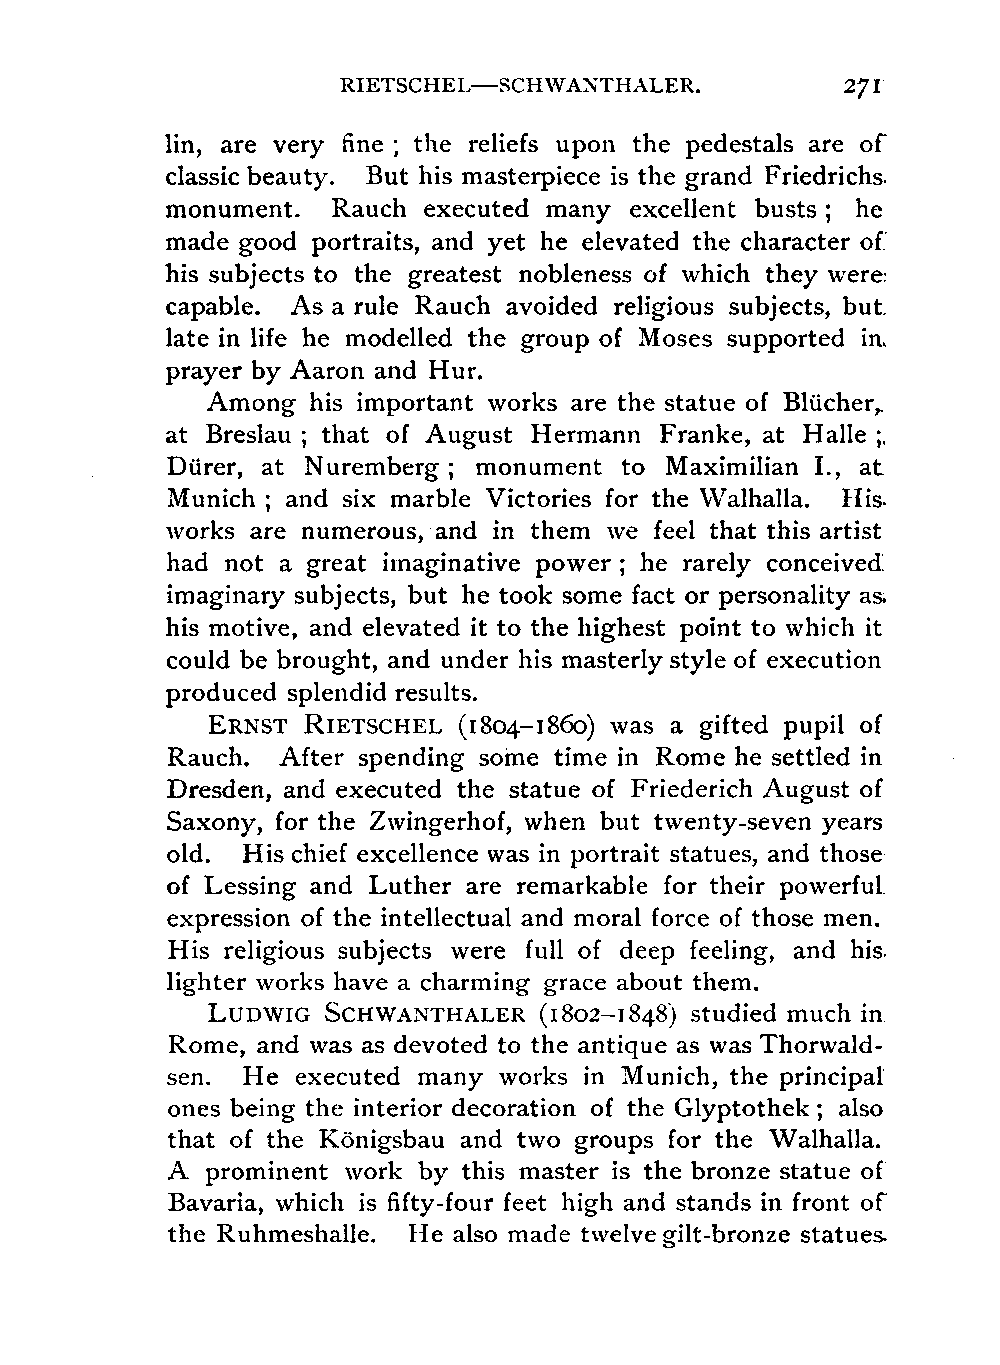 RIETSCHEL—SCHWANTHALER. 271
lin, are very fine ; the reliefs upon the pedestals are of
classic beauty. But his masterpiece is the grand Friedrichs
monument. Rauch executed many excellent busts ; he
made good portraits, and yet he elevated the character of
his subjects to the greatest nobleness of which they were
capable. As a rule Rauch avoided religious subjects, but
late in life he modelled the group of Moses supported in
prayer by Aaron and Hur.
Among his important works are the statue of Blücher,
at Breslau ; that of August Hermann Franke, at Halle ;
Dürer, at Nuremberg ; monument to Maximilian I., at
Munich ; and six marble Victories for the Walhalla. His
works are numerous, and in them we feel that this artist
had not a great imaginative power ; he rarely conceived
imaginary subjects, but he took some fact or personality as
his motive, and elevated it to the highest point to which it
could be brought, and under his masterly style of execution
produced splendid results.
ERNST RIETSCHEL (1804–1860) was a gifted pupil of
Rauch. After spending some time in Rome he settled in
Dresden, and executed the statue of Friederich August of
Saxony, for the Zwingerhof, when but twenty-seven years
old. His chief excellence was in portrait statues, and those
of Lessing and Luther are remarkable for their powerful
expression of the intellectual and moral force of those men.
His religious subjects were full of deep feeling, and his
lighter works have a charming grace about them.
LUDWIG SCHWANTHALER (1802–1848) studied much in
Rome, and was as devoted to the antique as was Thorwald-
sen. He executed many works in Munich, the principal
ones being the interior decoration of the Glyptothek ; also
that of the Königsbau and two groups for the Walhalla.
A prominent work by this master is the bronze statue of
Bavaria, which is fifty-four feet high and stands in front of
the Ruhmeshalle. He also made twelve gilt-bronze statues